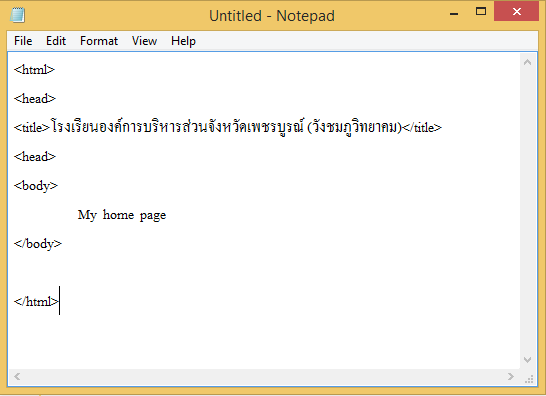 Untitled - Notepad
File Edit Format View Help
<html>
<head>
<title>โรงเรียนองค์การบริหารส่วนจังหวัดเพชรบูรณ์ (วังชมภูวิทยาคม)</title>
<head>
<body>
My home page
</body>
</html>